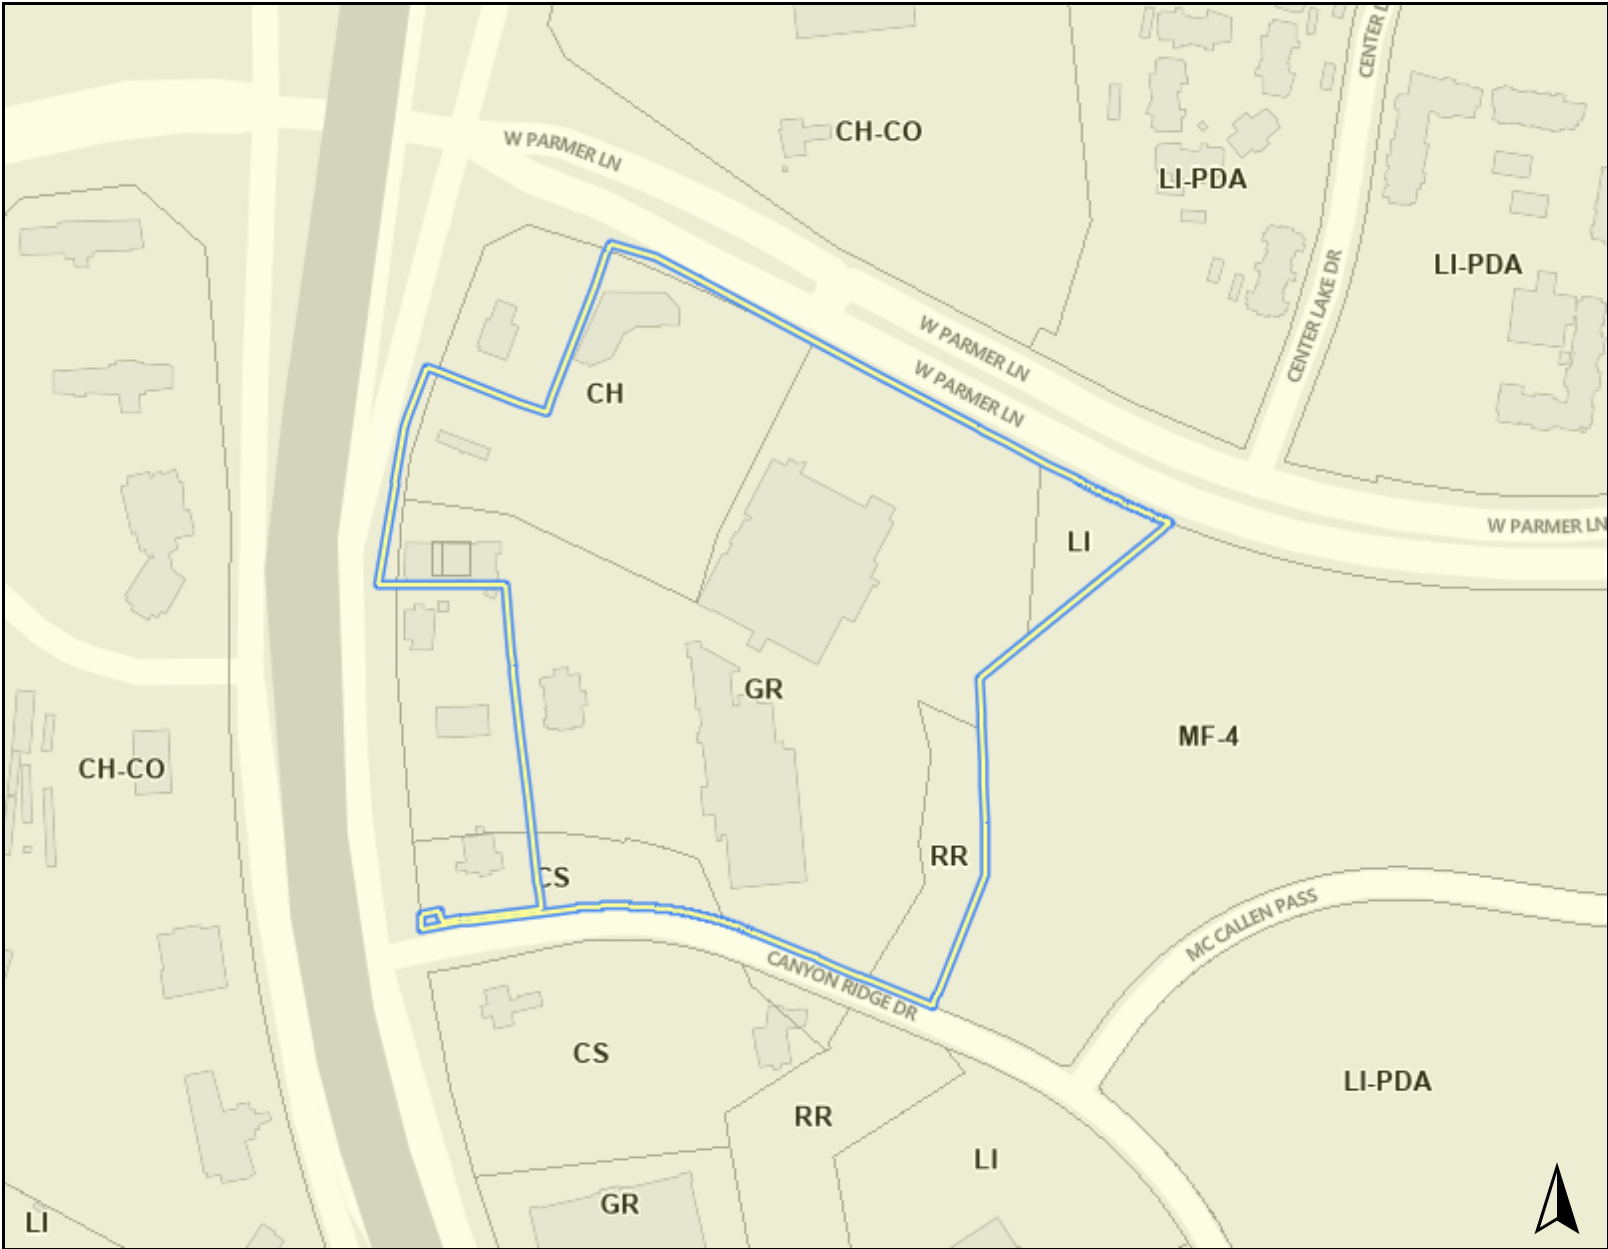 CENTER L
W PARMER LN
CH-CO
LI-PDA
LI-PDA
CENTER LAKE DR
W PARMER LN
W PARMER LN
CH
W PARMER LN
LI
GR
MF-4
CH-CO
RR
CS
MC CALLEN PASS
CANYON RIDGE DR
CS
LI-PDA
RR
LI
GR
LI